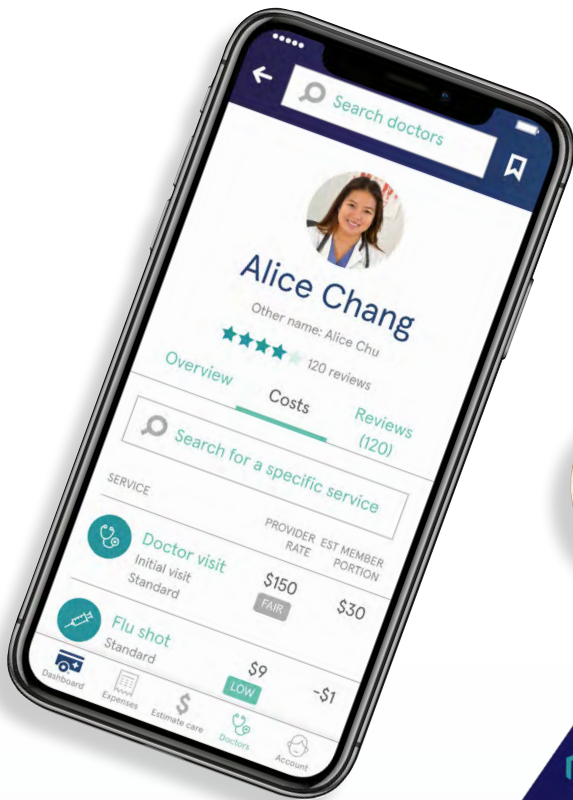 Search doctors
Alice Chang
Other name: Alice Chu
120 reviews
Overview
Costs
Reviews
(120)
Search for a specific service
SERVICE
PROVIDER
RATE
EST MEMBER
PORTION
Doctor visit
Initial visit
Standard
$150
FAIR
$30
Flu shot
Standard
$9
LOW
-$1
Dashboard
Expenses
Estimate care
Doctors
Account